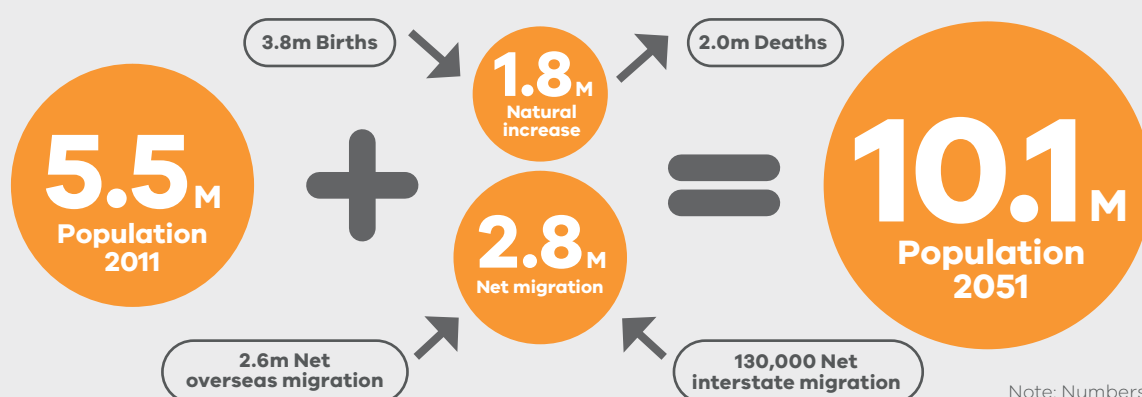 3.8m Births
1.8M
Natural
increase
2.0m Deaths
5.5M
Population
2011
2.8M
Net migration
10.1M
Population
2051
2.6m Net
overseas migration
130,000 Net
interstate migration
Note: Numbers